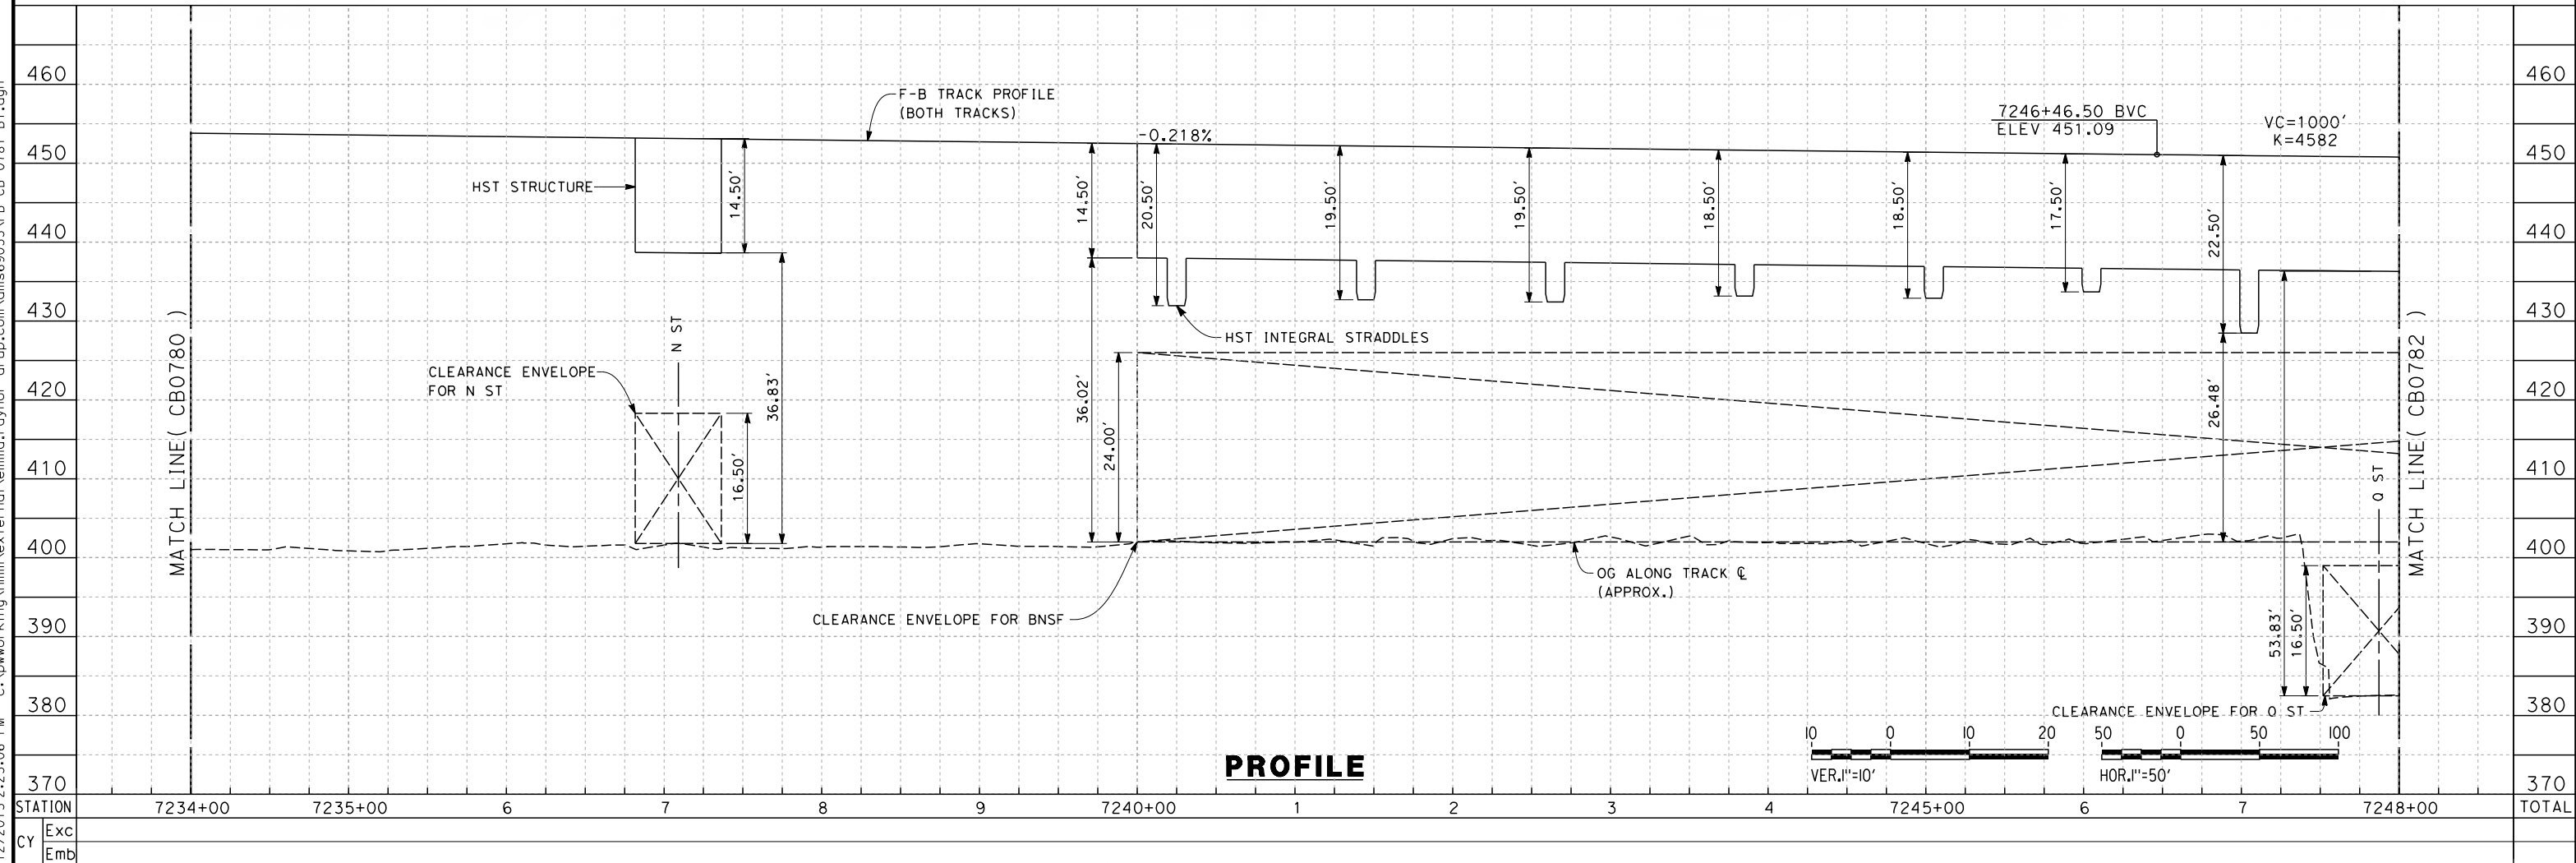 460
450
440
430
420
410
400
390
380
370
460
450
440
430
420
410
400
390
380
370
F-B TRACK PROFILE
(BOTH TRACKS)
-0.218%
7246+46.50 BVC
ELEV 451.09
VC=1000'
K=4582
HST STRUCTURE
14.50'
14.50'
20.50'
19.50'
19.50'
18.50'
18.50'
17.50'
22.50'
MATCH LINE( CB0780 )
N ST
HST INTEGRAL STRADDLES
MATCH LINE( CB0782 )
CLEARANCE ENVELOPE
FOR N ST
36.83'
36.02'
24.00'
26.48'
16.50'
Q ST
OG ALONG TRACK ℄
(APPROX.)
CLEARANCE ENVELOPE FOR BNSF
53.83'
16.50'
CLEARANCE ENVELOPE FOR Q ST
10 0 10 20
VER.1"=10'
50 0 50 100
HOR.1"=50'
PROFILE
STATION 7234+00 7235+00 6 7 8 9 7240+00 1 2 3 4 7245+00 6 7 7248+00 TOTAL
CY
Exc
Emb